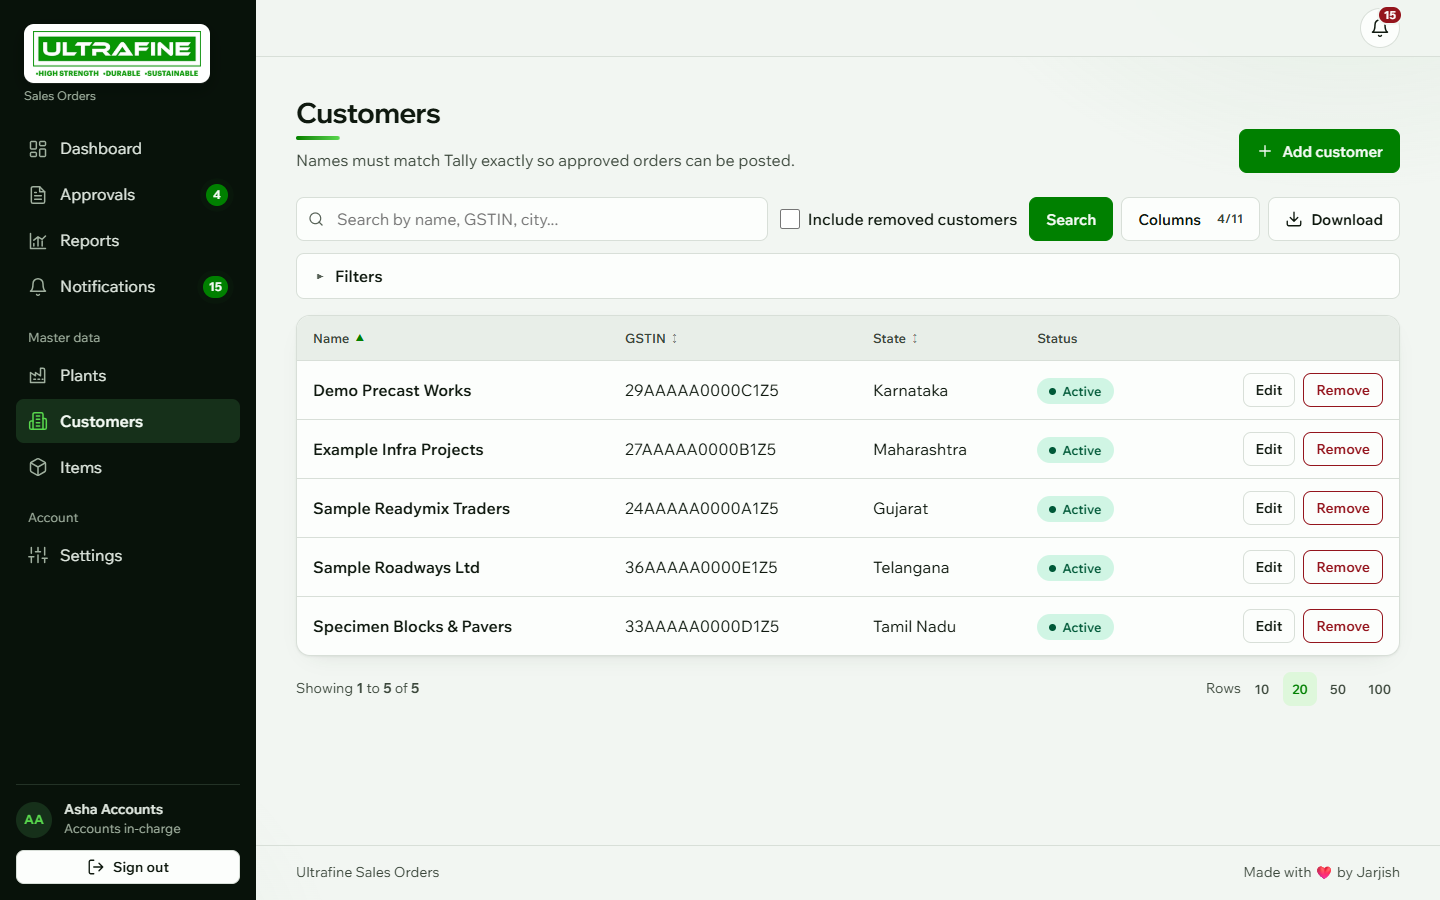 ULTRAFINE
•HIGH STRENGTH •DURABLE •SUSTAINABLE
Sales Orders
Dashboard
Approvals 4
Reports
Notifications 15
Master data
Plants
Customers
Items
Account
Settings
AA Asha Accounts
Accounts in-charge
Sign out
15
Customers
Names must match Tally exactly so approved orders can be posted.
+ Add customer
Search by name, GSTIN, city... Include removed customers Search Columns 4/11 Download
Filters
Name GSTIN State Status
Demo Precast Works 29AAAAA0000C1Z5 Karnataka Active Edit Remove
Example Infra Projects 27AAAAA0000B1Z5 Maharashtra Active Edit Remove
Sample Readymix Traders 24AAAAA0000A1Z5 Gujarat Active Edit Remove
Sample Roadways Ltd 36AAAAA0000E1Z5 Telangana Active Edit Remove
Specimen Blocks & Pavers 33AAAAA0000D1Z5 Tamil Nadu Active Edit Remove
Showing 1 to 5 of 5 Rows 10 20 50 100
Ultrafine Sales Orders Made with ❤️ by Jarjish